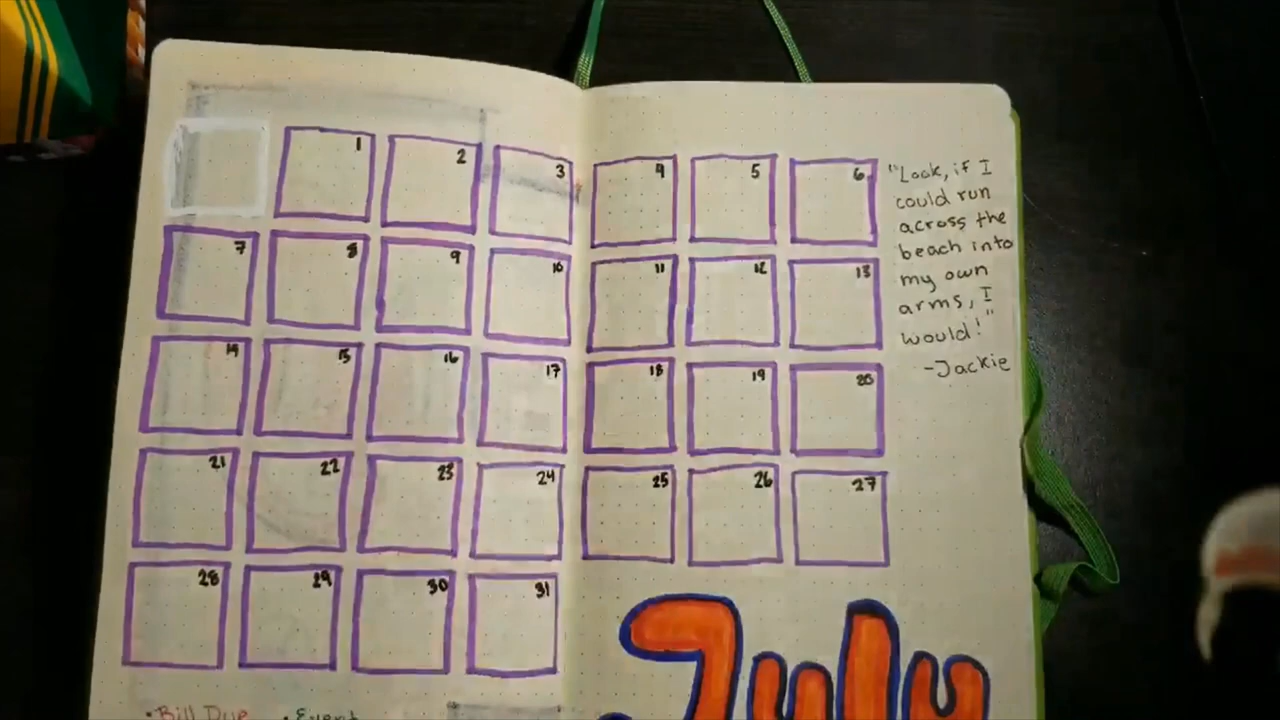 1 2 3 4 5 6
7 8 9 10 11 12 13
14 15 16 17 18 19 20
21 22 23 24 25 26 27
28 29 30 31
"Look, if I
could run
across the
beach into
my own
arms, I
would!"
-Jackie
July
•Bill Due •Event